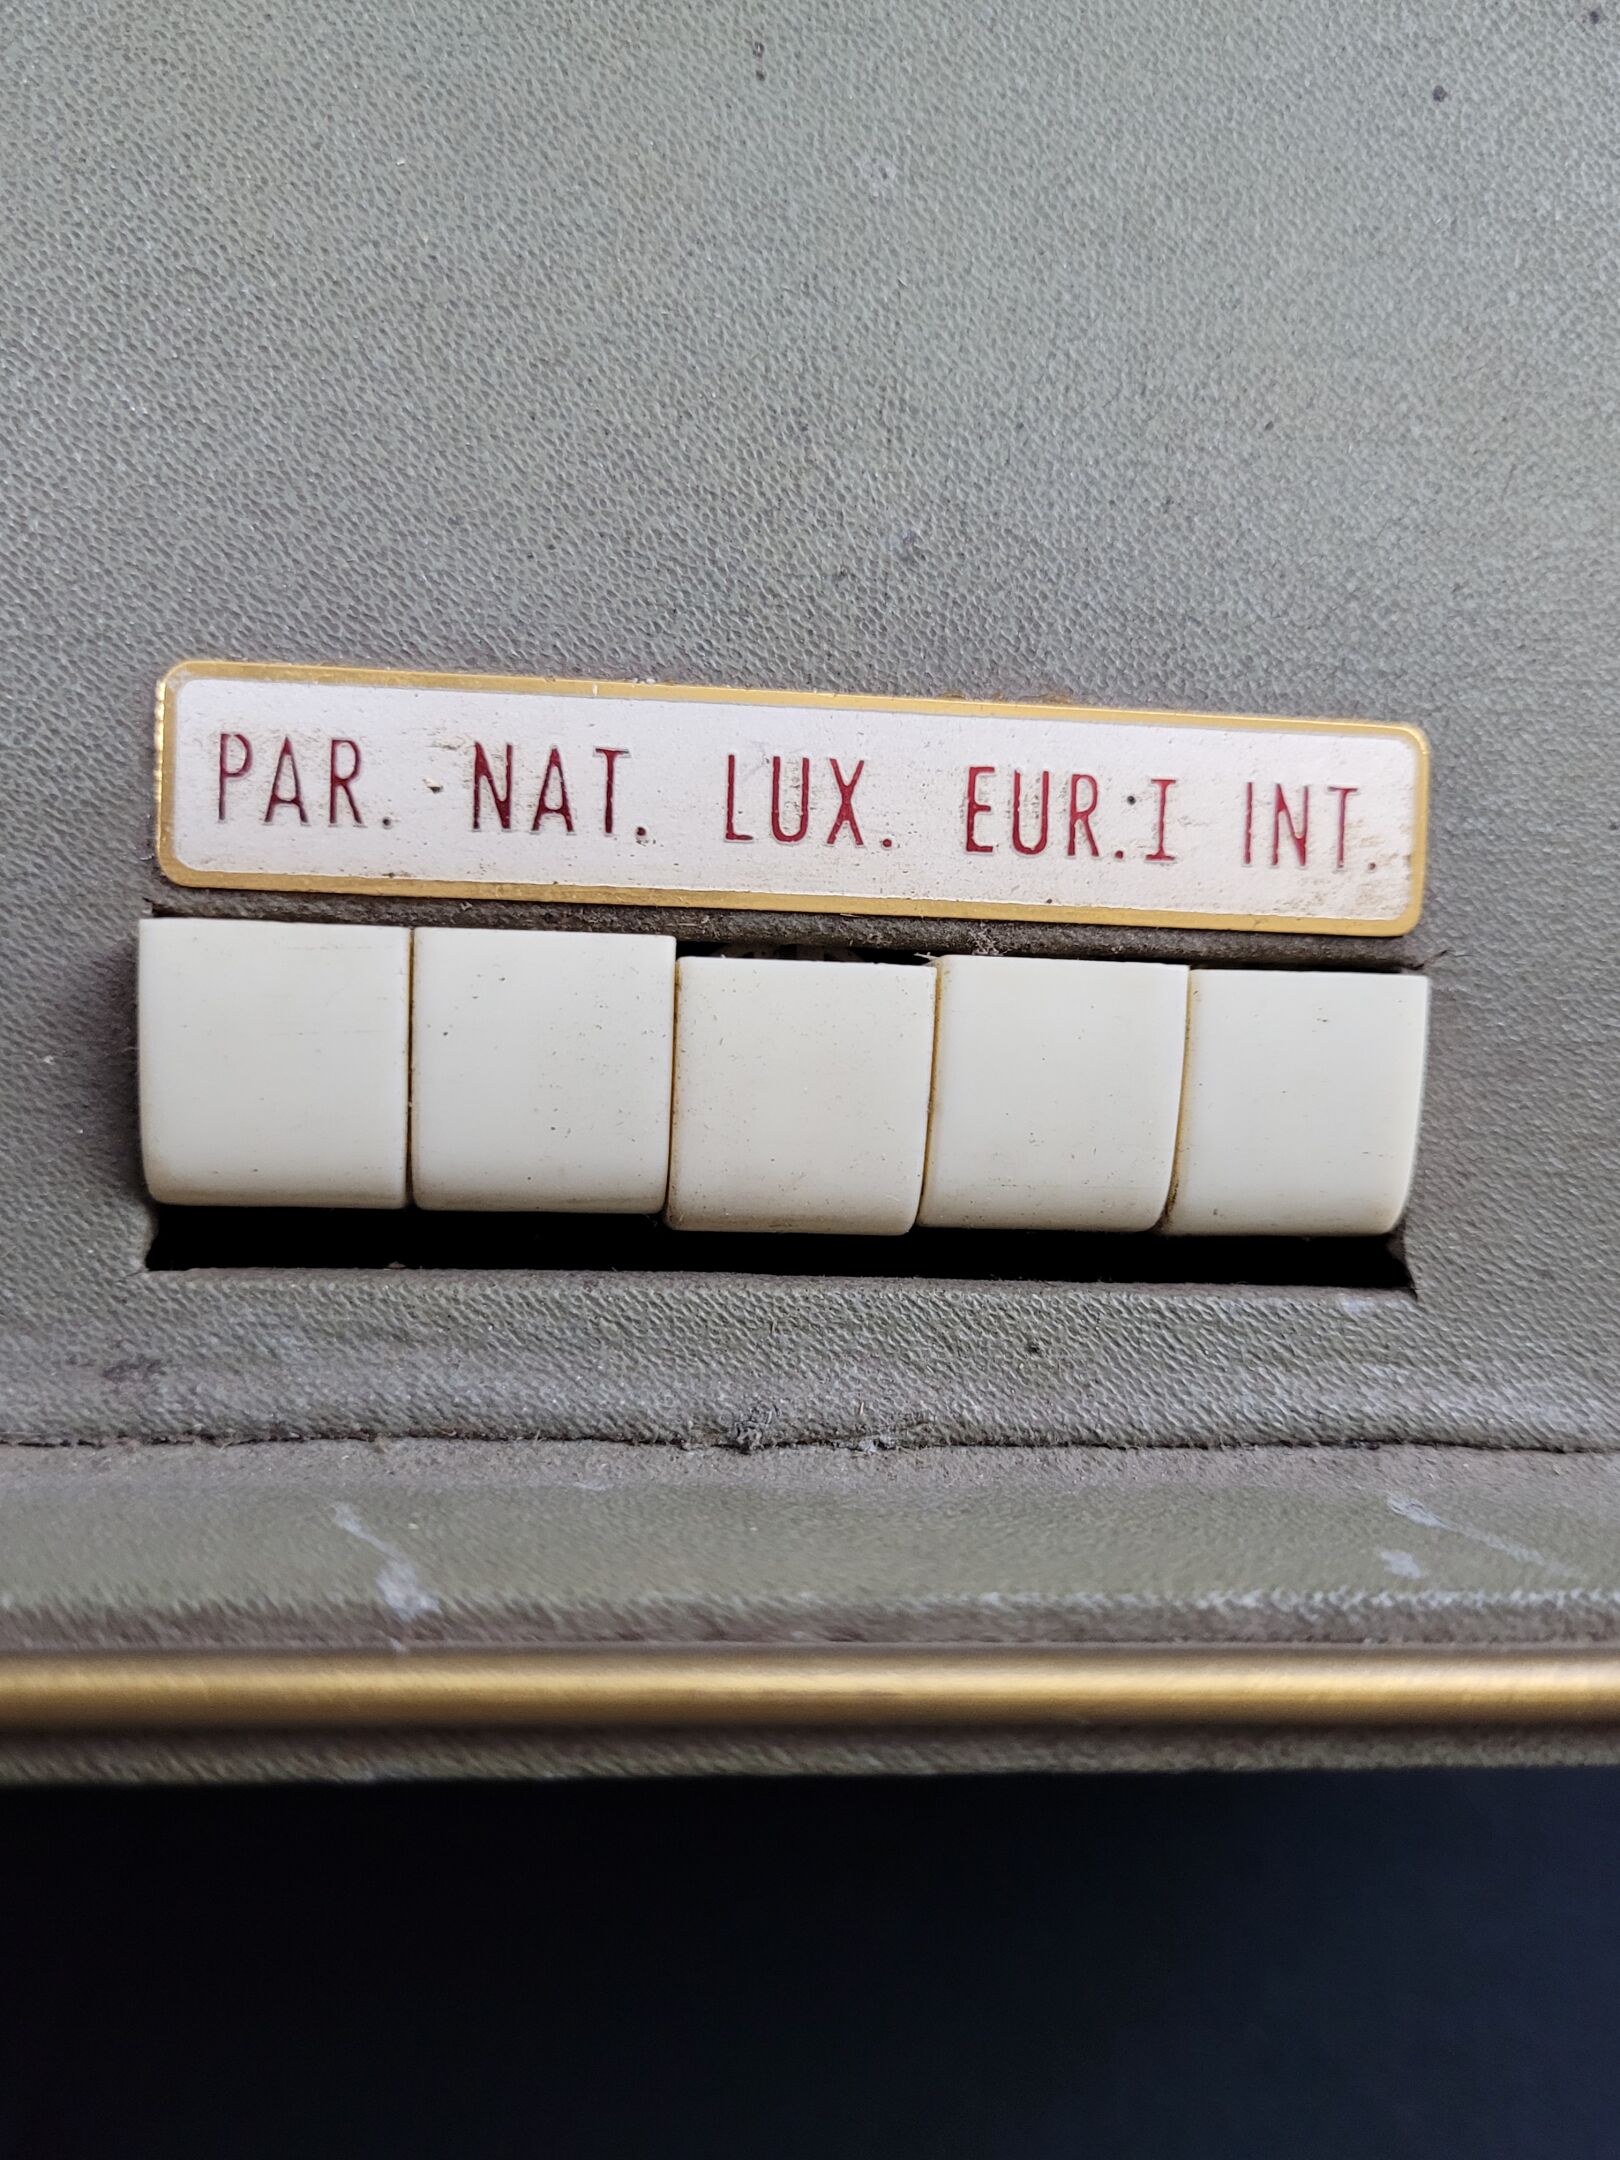 PAR. NAT. LUX. EUR.I INT.